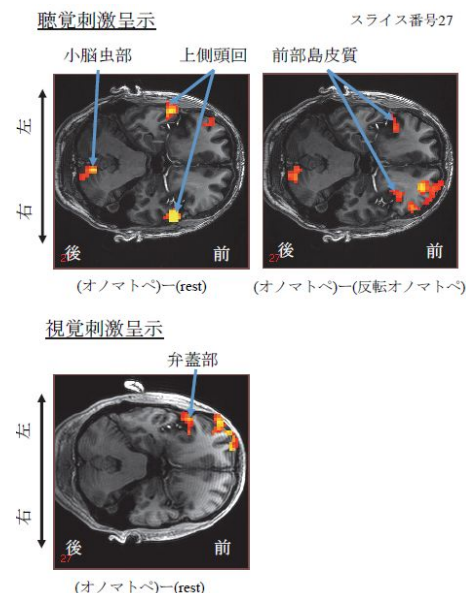 聴覚刺激呈示
スライス番号27
小脳虫部
上側頭回
前部島皮質
左
右
後
前
27
後
前
27
(オノマトペ)ー(rest)
(オノマトペ)ー(反転オノマトペ)
視覚刺激呈示
弁蓋部
左
右
後
前
27
(オノマトペ)ー(rest)